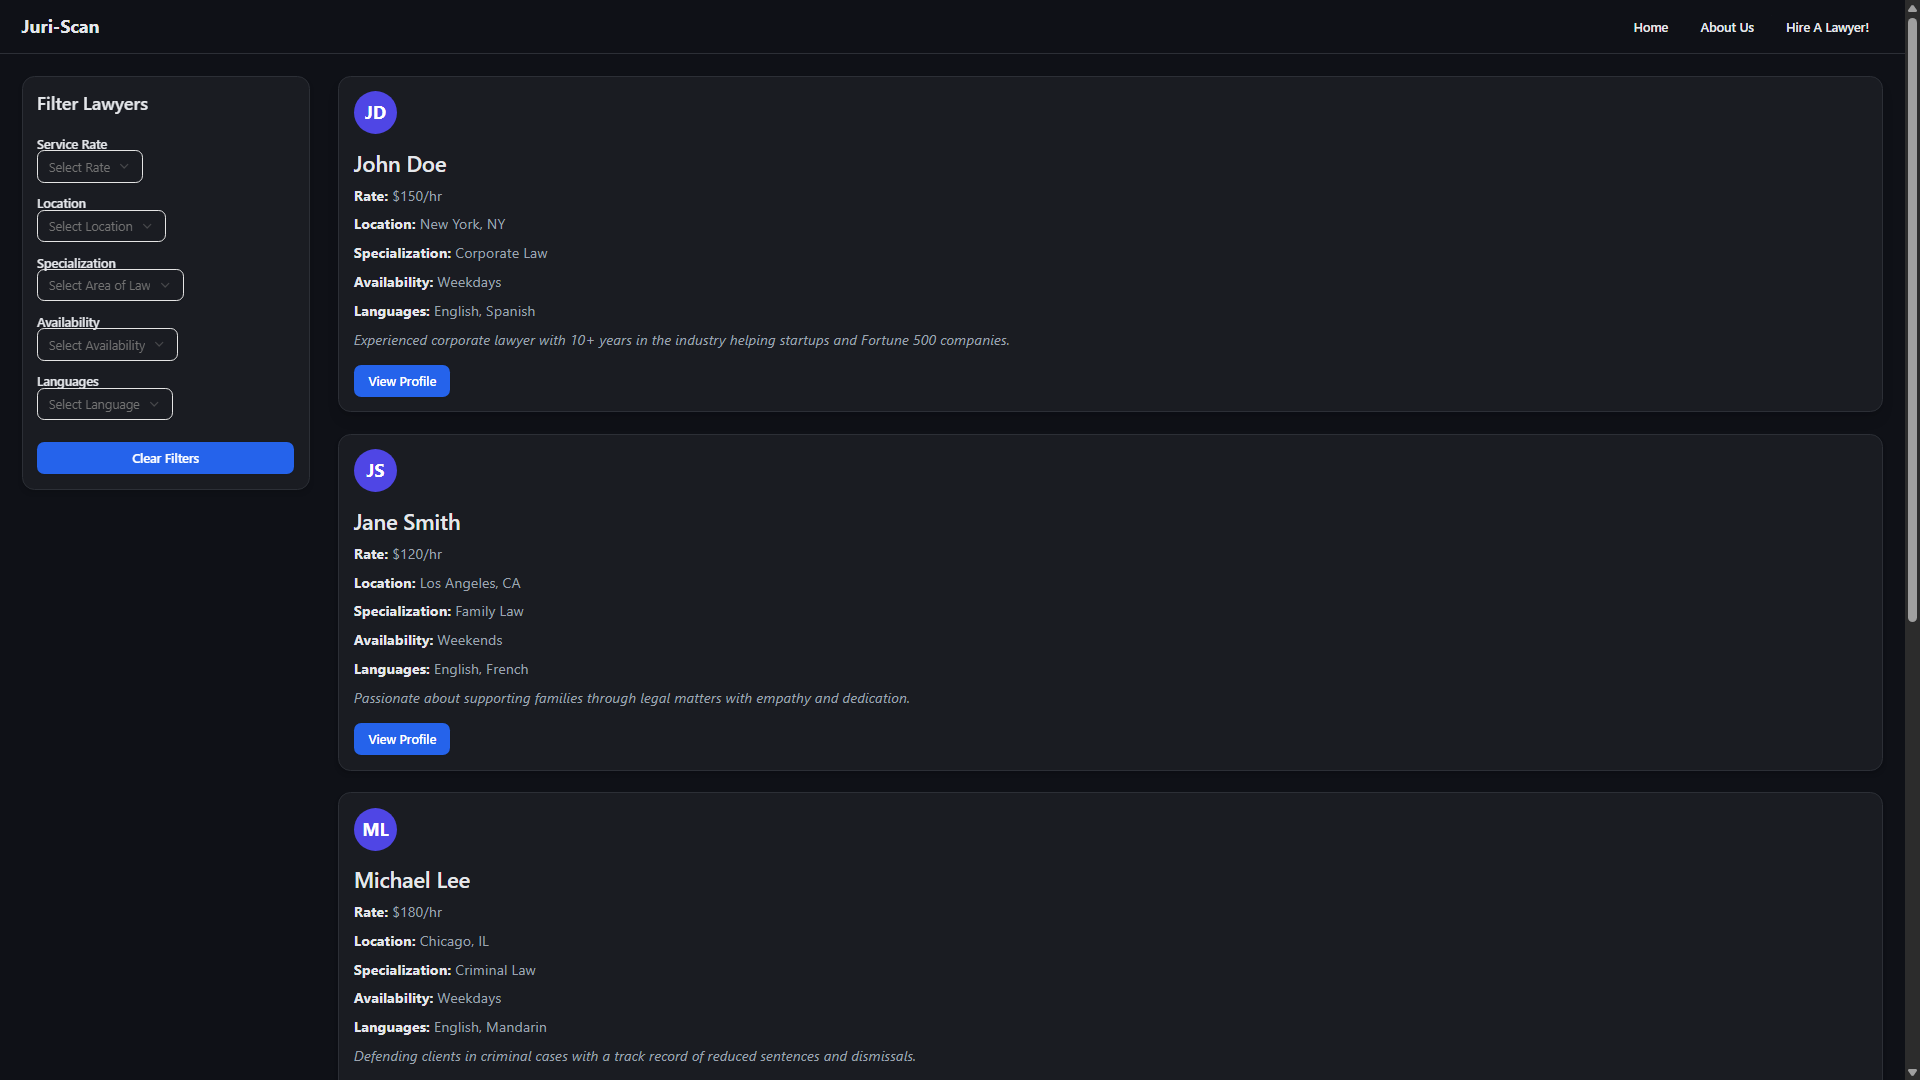 Juri-Scan
Home
About Us
Hire A Lawyer!
Filter Lawyers
Service Rate
Select Rate
Location
Select Location
Specialization
Select Area of Law
Availability
Select Availability
Languages
Select Language
Clear Filters
JD
John Doe
Rate: $150/hr
Location: New York, NY
Specialization: Corporate Law
Availability: Weekdays
Languages: English, Spanish
Experienced corporate lawyer with 10+ years in the industry helping startups and Fortune 500 companies.
View Profile
JS
Jane Smith
Rate: $120/hr
Location: Los Angeles, CA
Specialization: Family Law
Availability: Weekends
Languages: English, French
Passionate about supporting families through legal matters with empathy and dedication.
View Profile
ML
Michael Lee
Rate: $180/hr
Location: Chicago, IL
Specialization: Criminal Law
Availability: Weekdays
Languages: English, Mandarin
Defending clients in criminal cases with a track record of reduced sentences and dismissals.